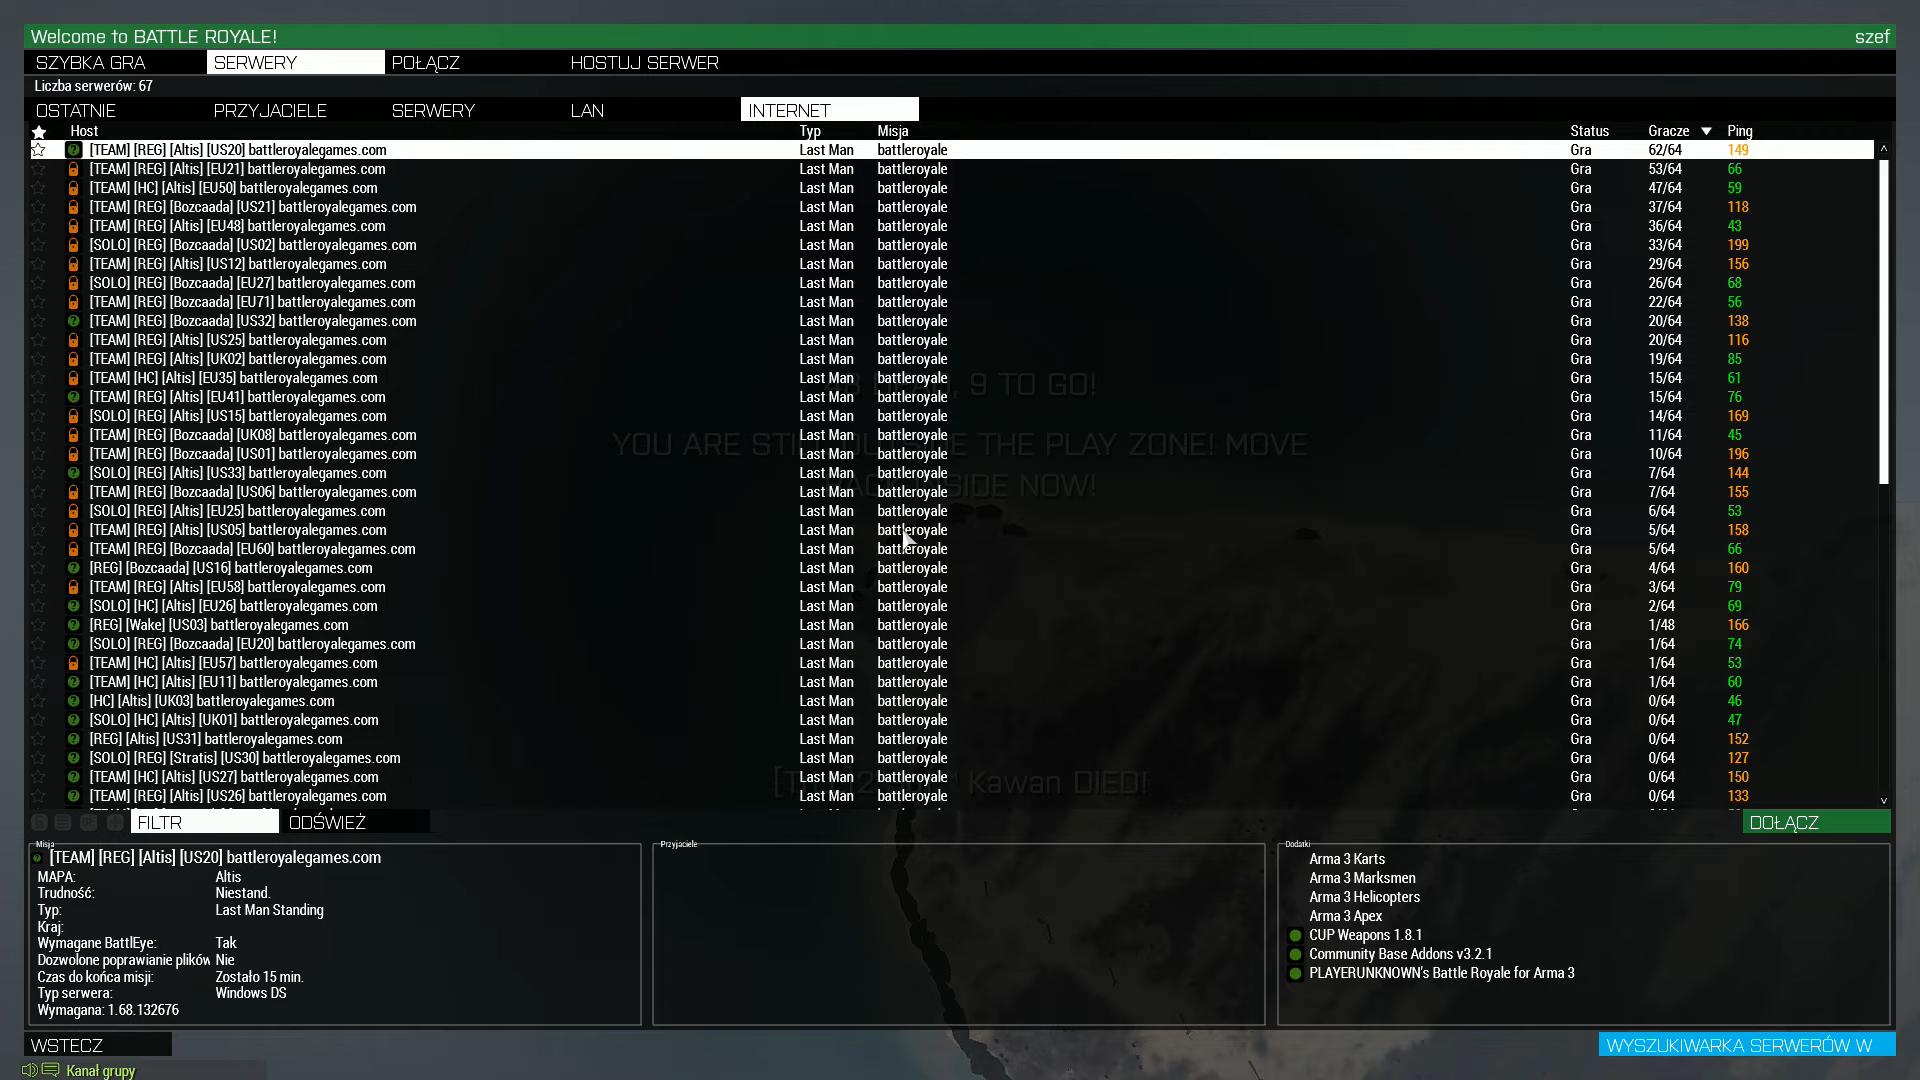 Welcome to BATTLE ROYALE! szef
SZYBKA GRA SERWERY POŁĄCZ HOSTUJ SERWER
Liczba serwerów: 67
OSTATNIE PRZYJACIELE SERWERY LAN INTERNET
Host Typ Misja Status Gracze Ping
[TEAM] [REG] [Altis] [US20] battleroyalegames.com Last Man battleroyale Gra 62/64 149
[TEAM] [REG] [Altis] [EU21] battleroyalegames.com Last Man battleroyale Gra 53/64 66
[TEAM] [HC] [Altis] [EU50] battleroyalegames.com Last Man battleroyale Gra 47/64 59
[TEAM] [REG] [Bozcaada] [US21] battleroyalegames.com Last Man battleroyale Gra 37/64 118
[TEAM] [REG] [Altis] [EU48] battleroyalegames.com Last Man battleroyale Gra 36/64 43
[SOLO] [REG] [Bozcaada] [US02] battleroyalegames.com Last Man battleroyale Gra 33/64 199
[TEAM] [REG] [Altis] [US12] battleroyalegames.com Last Man battleroyale Gra 29/64 156
[SOLO] [REG] [Bozcaada] [EU27] battleroyalegames.com Last Man battleroyale Gra 26/64 68
[TEAM] [REG] [Bozcaada] [EU71] battleroyalegames.com Last Man battleroyale Gra 22/64 56
[TEAM] [REG] [Bozcaada] [US32] battleroyalegames.com Last Man battleroyale Gra 20/64 138
[TEAM] [REG] [Altis] [US25] battleroyalegames.com Last Man battleroyale Gra 20/64 116
[TEAM] [REG] [Altis] [UK02] battleroyalegames.com Last Man battleroyale Gra 19/64 85
[TEAM] [HC] [Altis] [EU35] battleroyalegames.com Last Man battleroyale Gra 15/64 61
[TEAM] [REG] [Altis] [EU41] battleroyalegames.com Last Man battleroyale Gra 15/64 76
[SOLO] [REG] [Altis] [US15] battleroyalegames.com Last Man battleroyale Gra 14/64 169
[TEAM] [REG] [Bozcaada] [UK08] battleroyalegames.com Last Man battleroyale Gra 11/64 45
[TEAM] [REG] [Bozcaada] [US01] battleroyalegames.com Last Man battleroyale Gra 10/64 196
[SOLO] [REG] [Altis] [US33] battleroyalegames.com Last Man battleroyale Gra 7/64 144
[TEAM] [REG] [Bozcaada] [US06] battleroyalegames.com Last Man battleroyale Gra 7/64 155
[SOLO] [REG] [Altis] [EU25] battleroyalegames.com Last Man battleroyale Gra 6/64 53
[TEAM] [REG] [Altis] [US05] battleroyalegames.com Last Man battleroyale Gra 5/64 158
[TEAM] [REG] [Bozcaada] [EU60] battleroyalegames.com Last Man battleroyale Gra 5/64 66
[REG] [Bozcaada] [US16] battleroyalegames.com Last Man battleroyale Gra 4/64 160
[TEAM] [REG] [Altis] [EU58] battleroyalegames.com Last Man battleroyale Gra 3/64 79
[SOLO] [HC] [Altis] [EU26] battleroyalegames.com Last Man battleroyale Gra 2/64 69
[REG] [Wake] [US03] battleroyalegames.com Last Man battleroyale Gra 1/48 166
[SOLO] [REG] [Bozcaada] [EU20] battleroyalegames.com Last Man battleroyale Gra 1/64 74
[TEAM] [HC] [Altis] [EU57] battleroyalegames.com Last Man battleroyale Gra 1/64 53
[TEAM] [HC] [Altis] [EU11] battleroyalegames.com Last Man battleroyale Gra 1/64 60
[HC] [Altis] [UK03] battleroyalegames.com Last Man battleroyale Gra 0/64 46
[SOLO] [HC] [Altis] [UK01] battleroyalegames.com Last Man battleroyale Gra 0/64 47
[REG] [Altis] [US31] battleroyalegames.com Last Man battleroyale Gra 0/64 152
[SOLO] [REG] [Stratis] [US30] battleroyalegames.com Last Man battleroyale Gra 0/64 127
[TEAM] [HC] [Altis] [US27] battleroyalegames.com Last Man battleroyale Gra 0/64 150
[TEAM] [REG] [Altis] [US26] battleroyalegames.com Last Man battleroyale Gra 0/64 133
9 TO GO!
YOU ARE THE PLAY ZONE! MOVE
NOW!
Kawan DIED!
FILTR ODŚWIEŻ DOŁĄCZ
Misja
[TEAM] [REG] [Altis] [US20] battleroyalegames.com
MAPA: Altis
Trudność: Niestand.
Typ: Last Man Standing
Kraj:
Wymagane BattlEye: Tak
Dozwolone poprawianie plików Nie
Czas do końca misji: Zostało 15 min.
Typ serwera: Windows DS
Wymagana: 1.68.132676
Przyjaciele
Dodatki
Arma 3 Karts
Arma 3 Marksmen
Arma 3 Helicopters
Arma 3 Apex
CUP Weapons 1.8.1
Community Base Addons v3.2.1
PLAYERUNKNOWN's Battle Royale for Arma 3
WSTECZ WYSZUKIWARKA SERWERÓW W
Kanał grupy